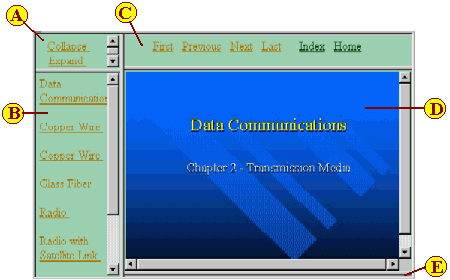 A
C
Collapse
Expand
First Previous Next Last Index Home
B
Data
Communication
Copper Wire
Copper Wire
Glass Fiber
Radio
Radio with
Satellite Link
D
Data Communications
Chapter 2 - Transmission Media
E